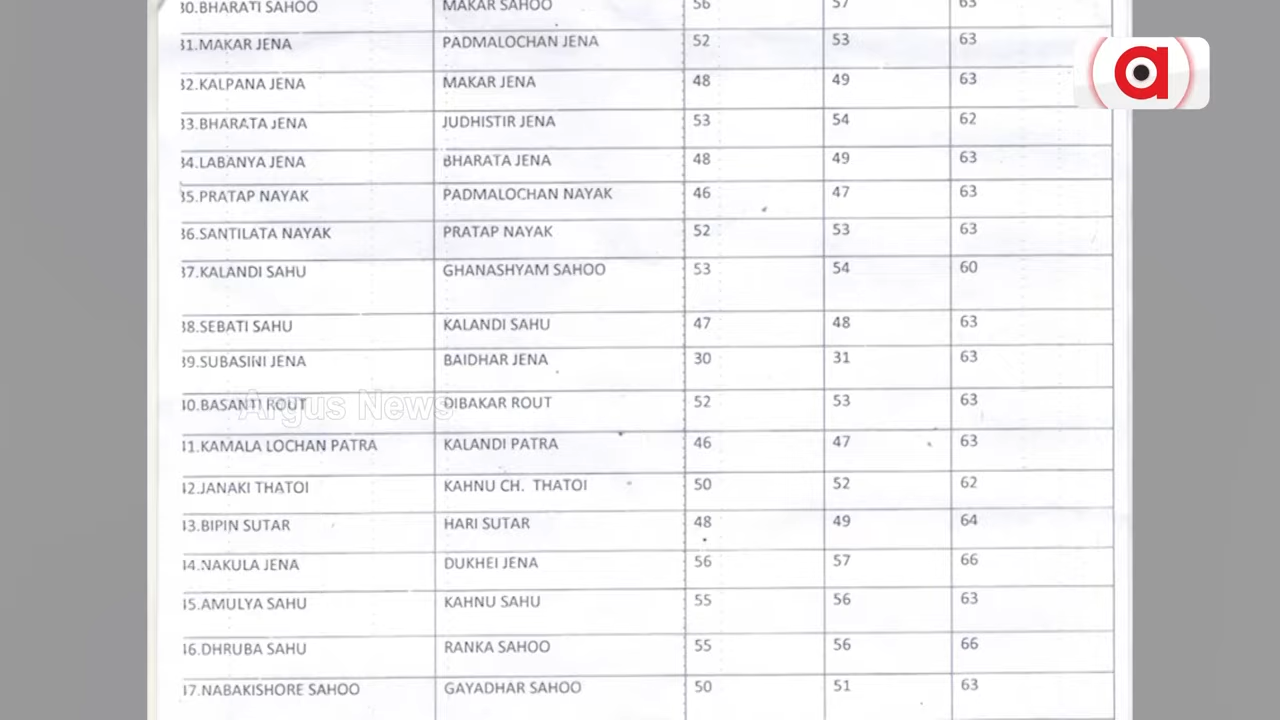 30.BHARATI SAHOO MAKAR SAHOO 56 57 63
31.MAKAR JENA PADMALOCHAN JENA 52 53 63
32.KALPANA JENA MAKAR JENA 48 49 63
33.BHARATA JENA JUDHISTIR JENA 53 54 62
34.LABANYA JENA BHARATA JENA 48 49 63
35.PRATAP NAYAK PADMALOCHAN NAYAK 46 47 63
36.SANTILATA NAYAK PRATAP NAYAK 52 53 63
37.KALANDI SAHU GHANASHYAM SAHOO 53 54 60
38.SEBATI SAHU KALANDI SAHU 47 48 63
39.SUBASINI JENA BAIDHAR JENA 30 31 63
40.BASANTI ROUT DIBAKAR ROUT 52 53 63
Argus News
41.KAMALA LOCHAN PATRA KALANDI PATRA 46 47 63
42.JANAKI THATOI KAHNU CH. THATOI 50 52 62
43.BIPIN SUTAR HARI SUTAR 48 49 64
44.NAKULA JENA DUKHEI JENA 56 57 66
45.AMULYA SAHU KAHNU SAHU 55 56 63
46.DHRUBA SAHU RANKA SAHOO 55 56 66
47.NABAKISHORE SAHOO GAYADHAR SAHOO 50 51 63
a